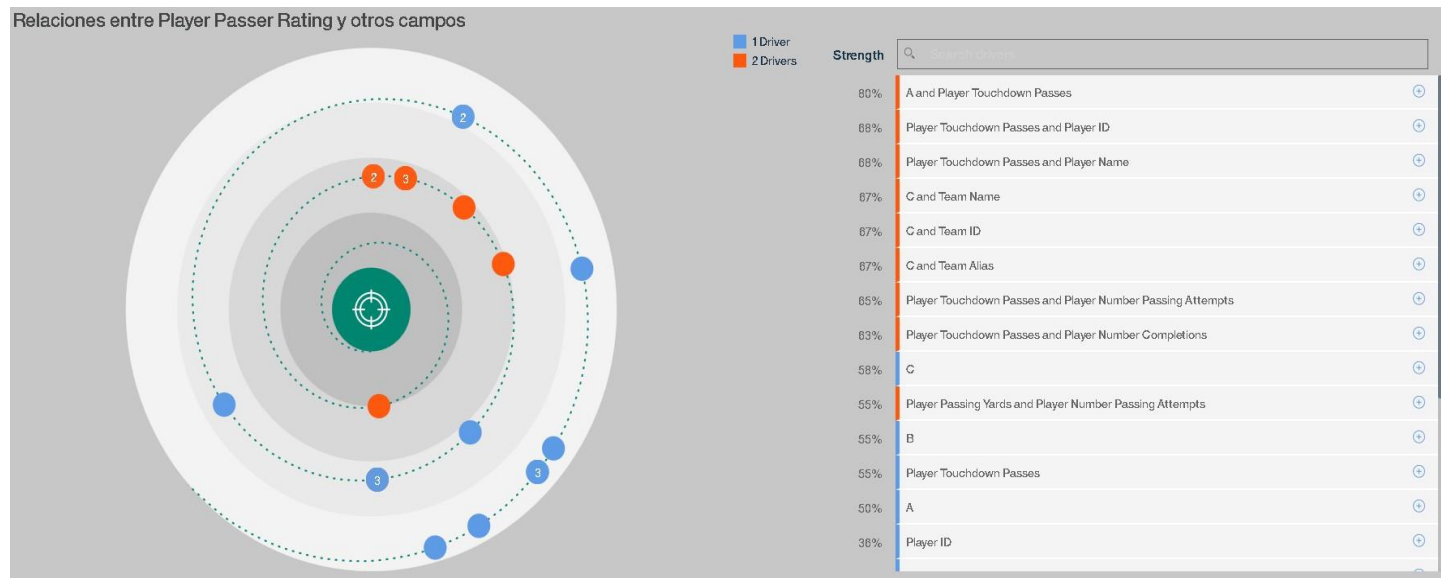 Relaciones entre Player Passer Rating y otros campos
1 Driver
2 Drivers
Strength
Search drivers
80% A and Player Touchdown Passes
68% Player Touchdown Passes and Player ID
68% Player Touchdown Passes and Player Name
67% C and Team Name
67% C and Team ID
67% C and Team Alias
65% Player Touchdown Passes and Player Number Passing Attempts
63% Player Touchdown Passes and Player Number Completions
58% C
55% Player Passing Yards and Player Number Passing Attempts
55% B
55% Player Touchdown Passes
50% A
Player ID
2
2 3
3
3